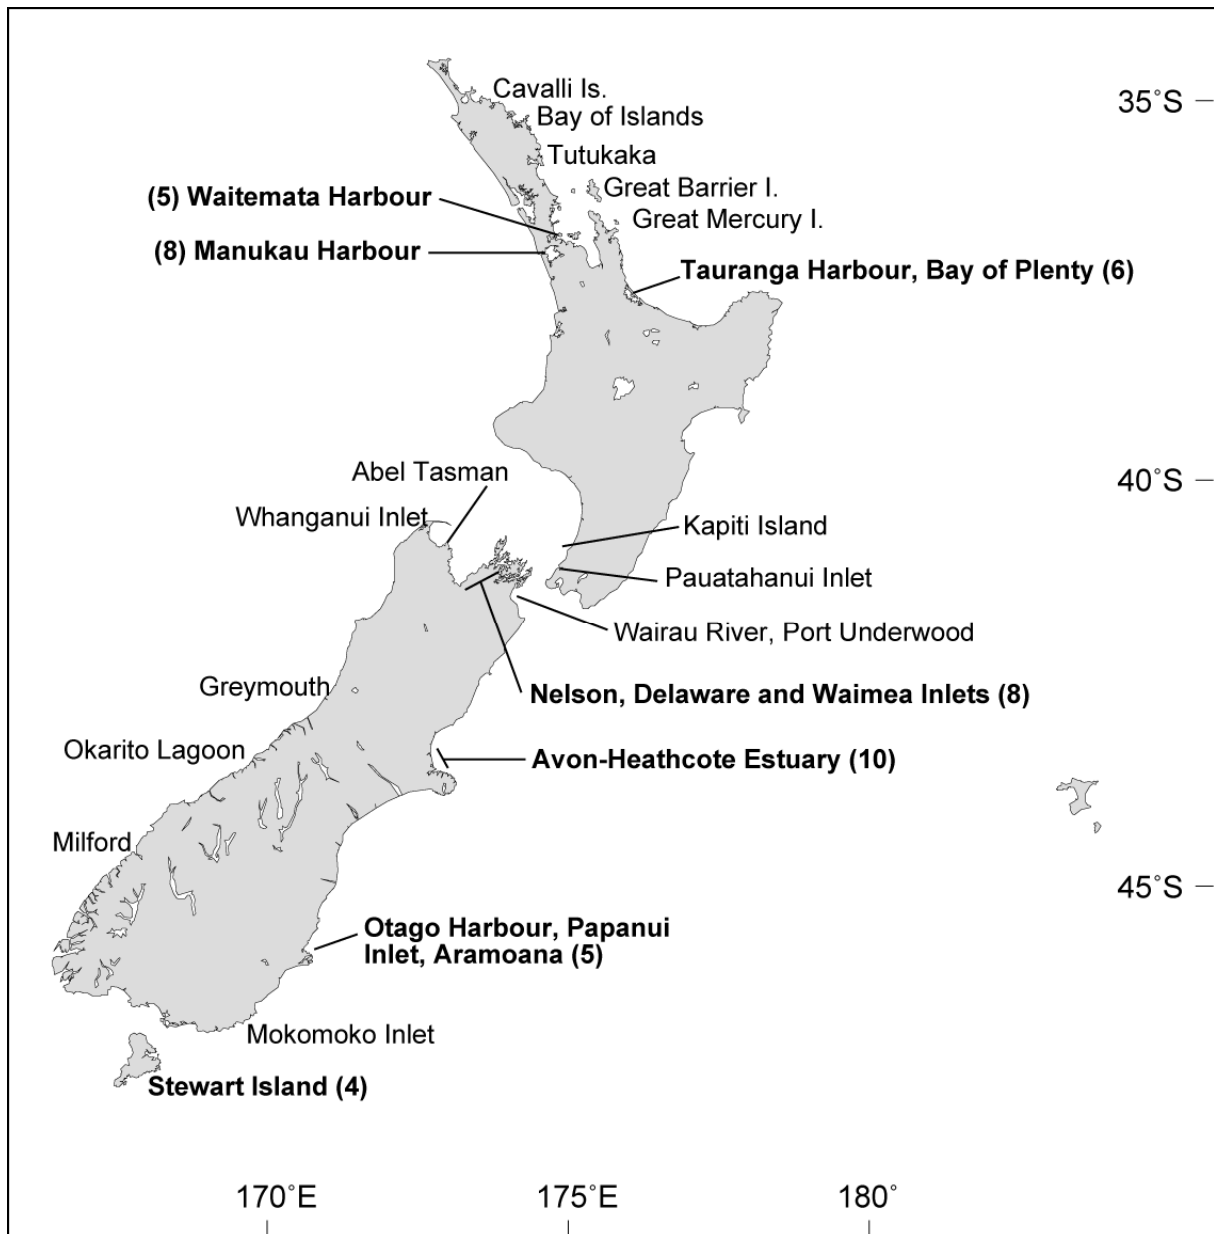 Cavalli Is.
35˚S
Bay of Islands
Tutukaka
(5) Waitemata Harbour
Great Barrier I.
Great Mercury I.
(8) Manukau Harbour
Tauranga Harbour, Bay of Plenty (6)
Abel Tasman
40˚S
Whanganui Inlet
Kapiti Island
Pauatahanui Inlet
Wairau River, Port Underwood
Greymouth
Nelson, Delaware and Waimea Inlets (8)
Okarito Lagoon
Avon-Heathcote Estuary (10)
Milford
45˚S
Otago Harbour, Papanui
Inlet, Aramoana (5)
Mokomoko Inlet
Stewart Island (4)
170˚E
175˚E
180˚